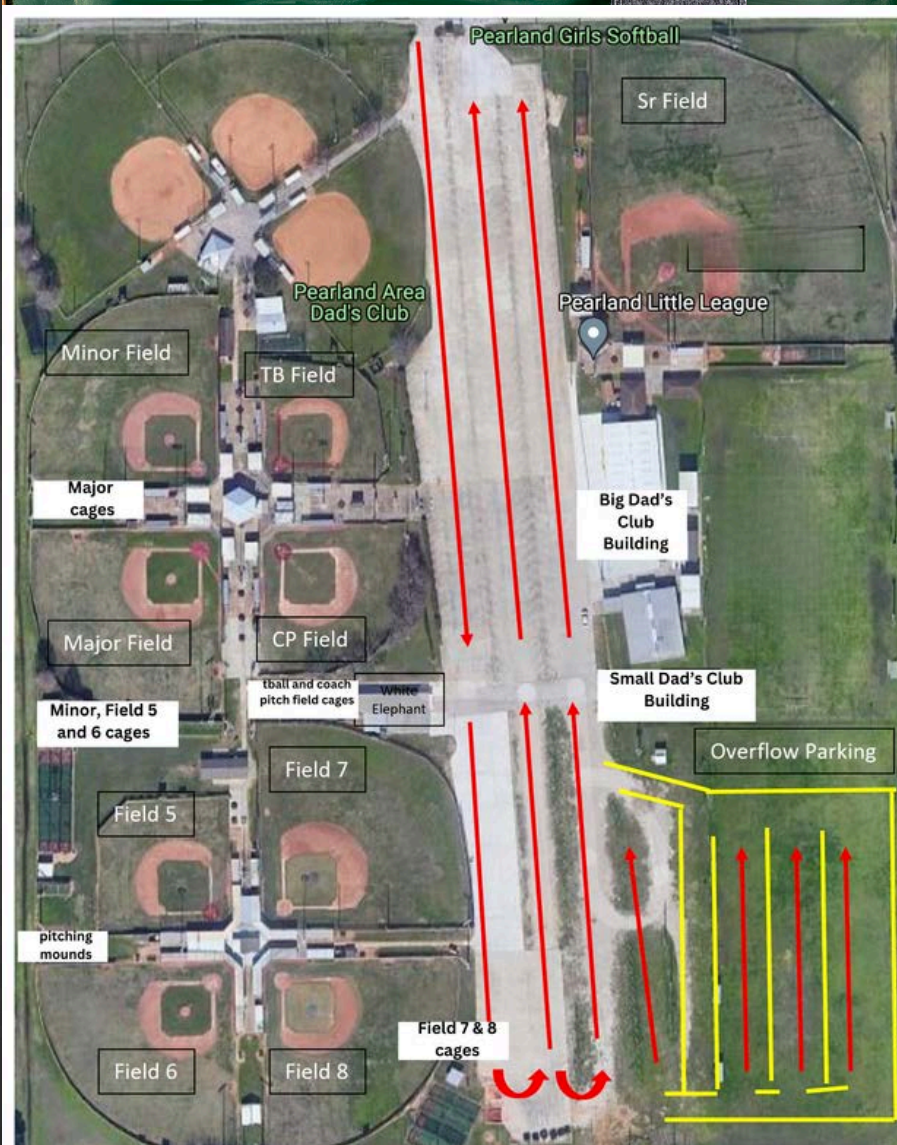 Pearland Girls Softball
Sr Field
Pearland Area
Dad's Club
Pearland Little League
Minor Field
TB Field
Major
cages
Big Dad's
Club
Building
Major Field
CP Field
tball and coach
pitch field cages
White
Elephant
Small Dad's Club
Building
Minor, Field 5
and 6 cages
Overflow Parking
Field 7
Field 5
pitching
mounds
Field 7 & 8
cages
Field 6
Field 8